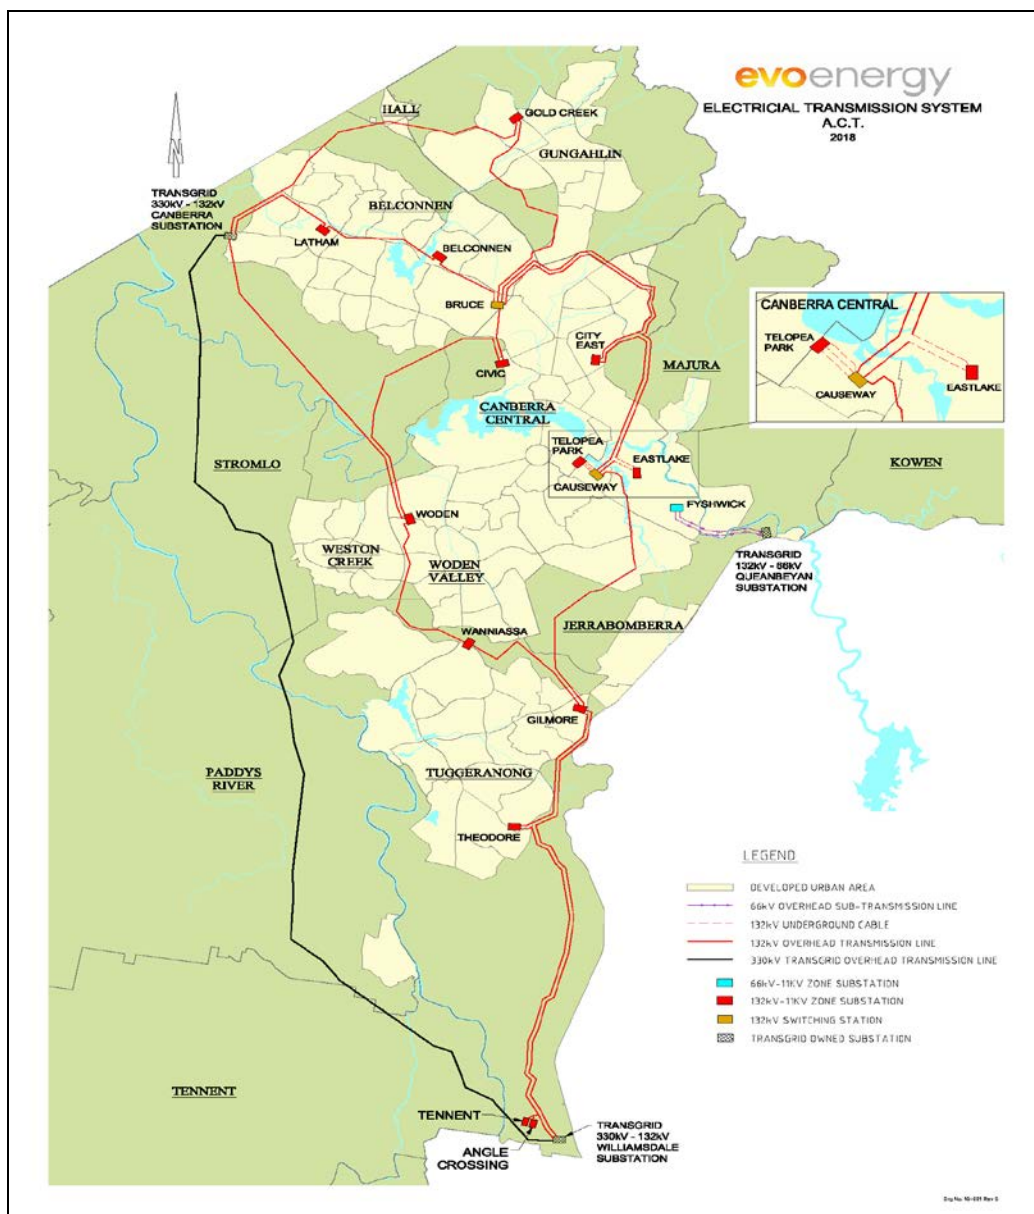 evoenergy
ELECTRICIAL TRANSMISSION SYSTEM
A.C.T.
2018
HALL
GOLD CREEK
GUNGAHLIN
N
TRANSGRID
330kV - 132kV
CANBERRA
SUBSTATION
BELCONNEN
LATHAM
BELCONNEN
BRUCE
CITY
EAST
CIVIC
MAJURA
CANBERRA CENTRAL
TELOPEA
PARK
CAUSEWAY
EASTLAKE
CANBERRA
CENTRAL
STROMLO
TELOPEA
PARK
EASTLAKE
CAUSEWAY
KOWEN
FYSHWICK
WODEN
WESTON
CREEK
WODEN
VALLEY
TRANSGRID
132kV - 66kV
QUEANBEYAN
SUBSTATION
WANNIASSA
JERRABOMBERRA
GILMORE
PADDYS
RIVER
TUGGERANONG
THEODORE
LEGEND
DEVELOPED URBAN AREA
66kV OVERHEAD SUB-TRANSMISSION LINE
132kV UNDERGROUND CABLE
132kV OVERHEAD TRANSMISSION LINE
330kV TRANSGRID OVERHEAD TRANSMISSION LINE
66kV-11KV ZONE SUBSTATION
132kV-11KV ZONE SUBSTATION
132kV SWITCHING STATION
TRANSGRID OWNED SUBSTATION
TENNENT
TENNENT
ANGLE
CROSSING
TRANSGRID
330kV - 132kV
WILLIAMSDALE
SUBSTATION